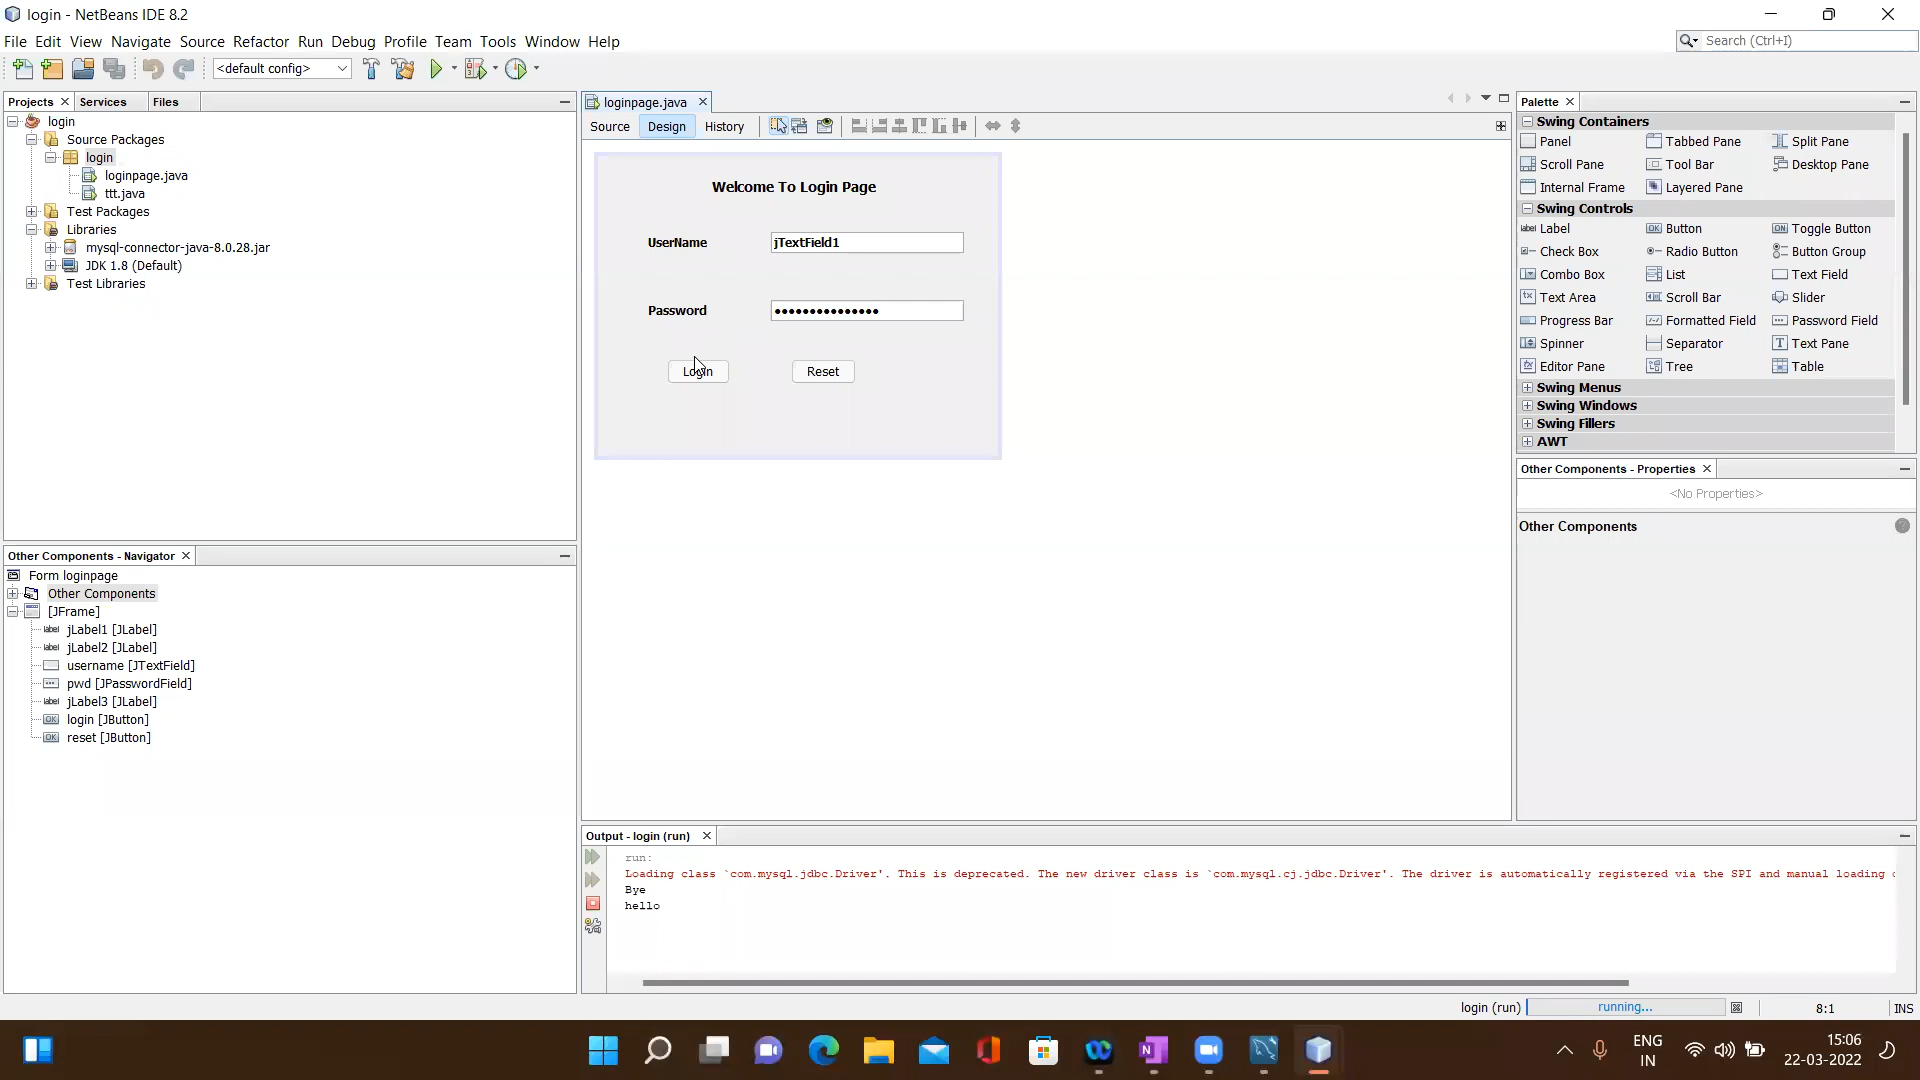 login - NetBeans IDE 8.2
File Edit View Navigate Source Refactor Run Debug Profile Team Tools Window Help
Search (Ctrl+I)
<default config>
Projects Services Files
login
Source Packages
login
loginpage.java
ttt.java
Test Packages
Libraries
mysql-connector-java-8.0.28.jar
JDK 1.8 (Default)
Test Libraries
Other Components - Navigator
Form loginpage
Other Components
[JFrame]
jLabel1 [JLabel]
jLabel2 [JLabel]
username [JTextField]
pwd [JPasswordField]
jLabel3 [JLabel]
login [JButton]
reset [JButton]
loginpage.java
Source Design History
Welcome To Login Page
UserName jTextField1
Password
Login Reset
Palette
Swing Containers
Panel Tabbed Pane Split Pane
Scroll Pane Tool Bar Desktop Pane
Internal Frame Layered Pane
Swing Controls
label Label OK Button ON Toggle Button
Check Box Radio Button Button Group
Combo Box List Text Field
Text Area Scroll Bar Slider
Progress Bar Formatted Field Password Field
Spinner Separator Text Pane
Editor Pane Tree Table
Swing Menus
Swing Windows
Swing Fillers
AWT
Other Components - Properties
<No Properties>
Other Components
Output - login (run)
run:
Loading class `com.mysql.jdbc.Driver'. This is deprecated. The new driver class is `com.mysql.cj.jdbc.Driver'. The driver is automatically registered via the SPI and manual loading
Bye
hello
login (run) running... 8:1 INS
ENG
IN
15:06
22-03-2022